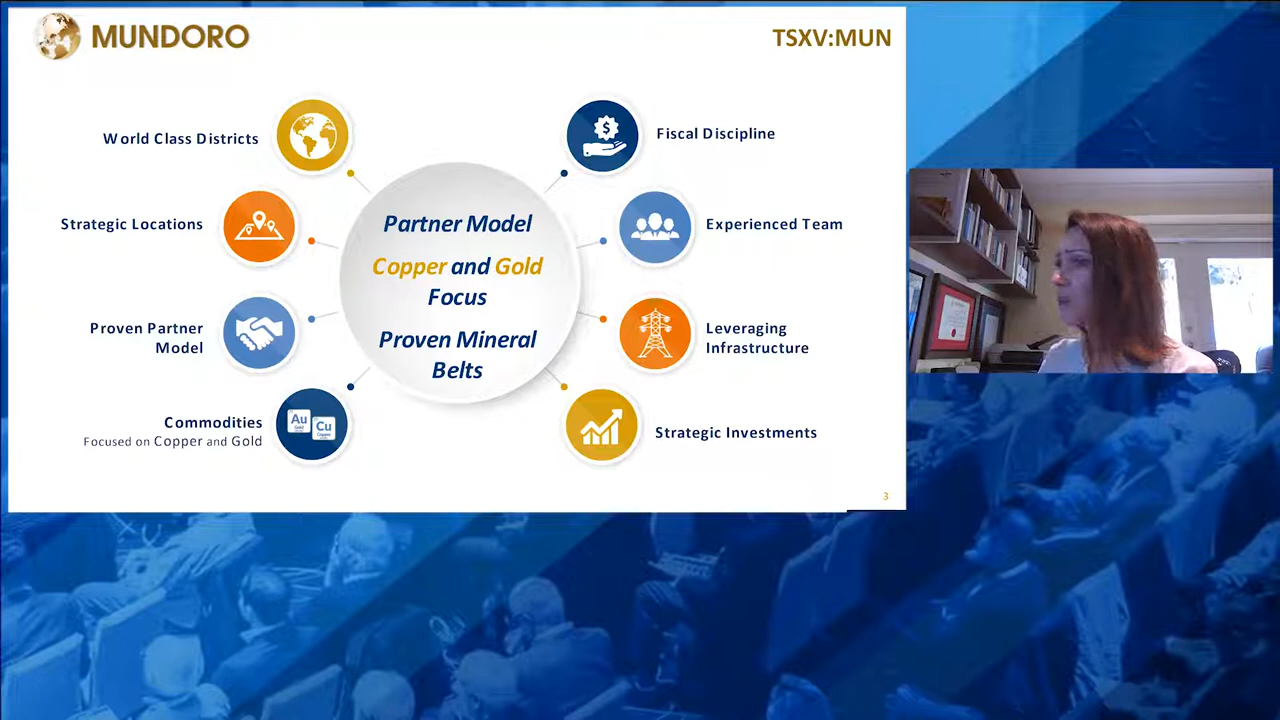 MUNDORO
TSXV:MUN
World Class Districts
Strategic Locations
Proven Partner
Model
Commodities
Focused on Copper and Gold
Au
Gold
Cu
Copper
Partner Model
Copper and Gold
Focus
Proven Mineral
Belts
$
Fiscal Discipline
Experienced Team
Leveraging
Infrastructure
Strategic Investments
3